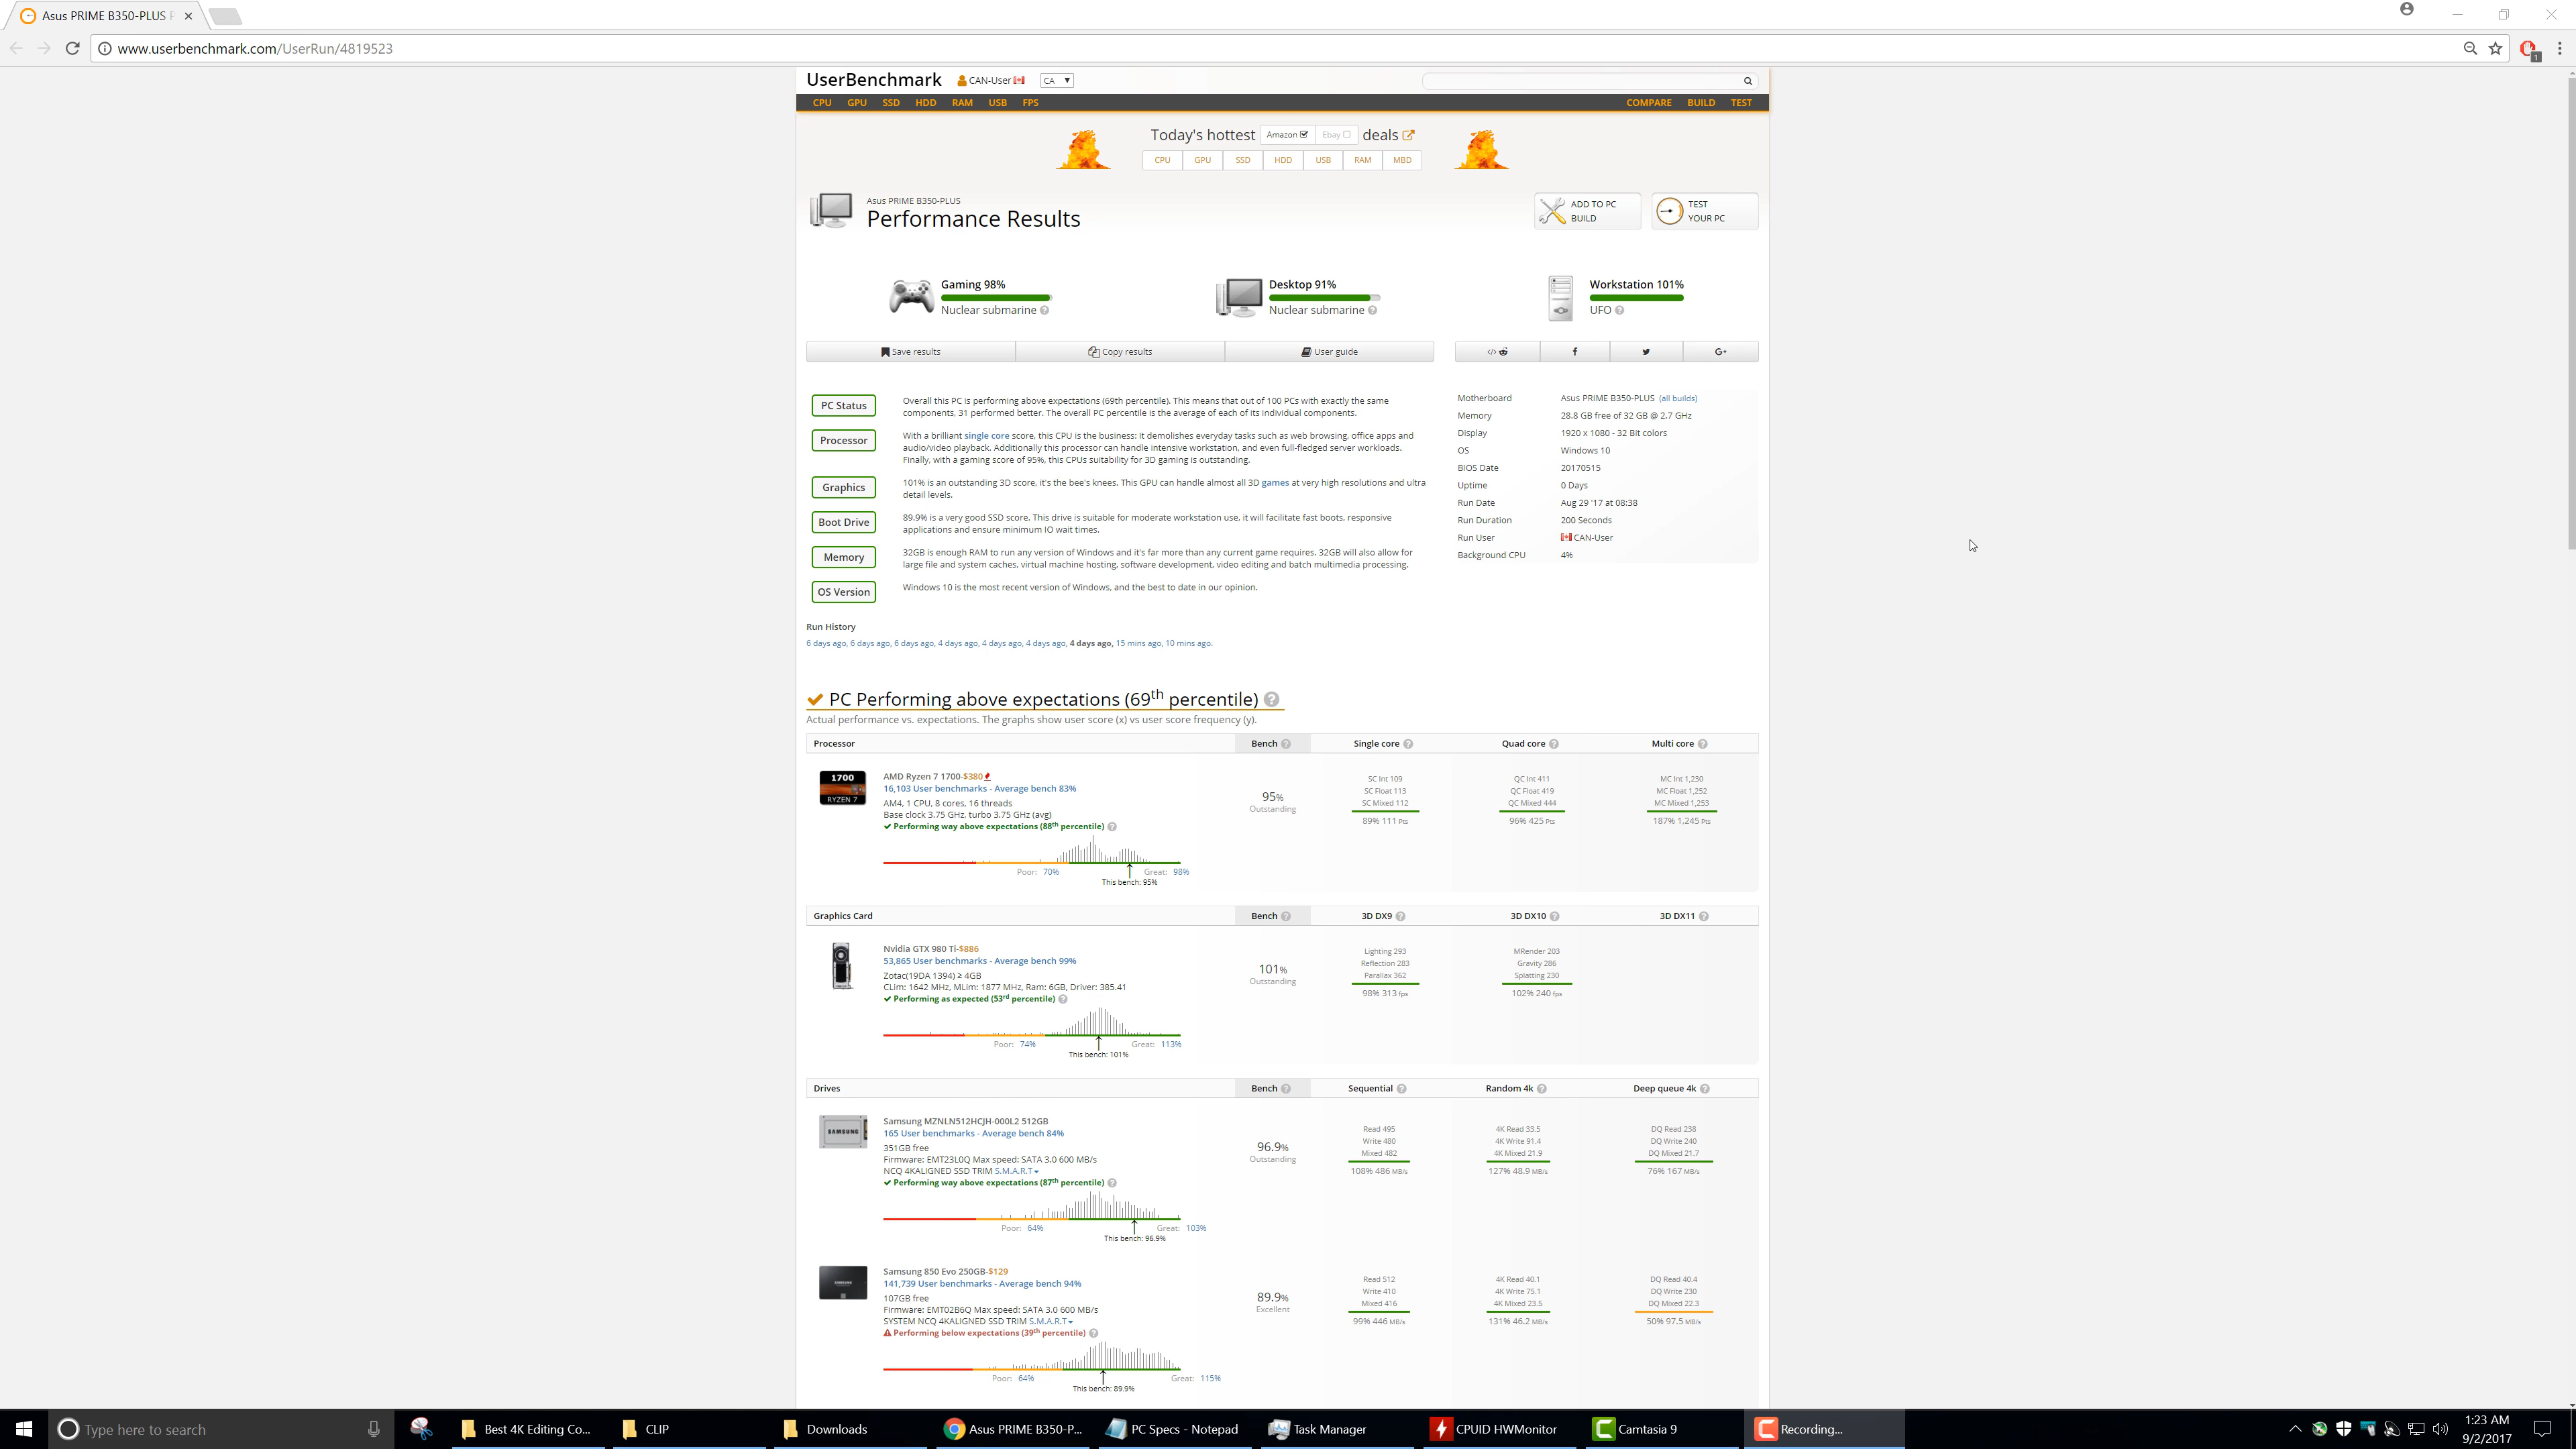 Asus PRIME B350-PLUS P
www.userbenchmark.com/UserRun/4819523
1
UserBenchmark CAN-User CA
CPU GPU SSD HDD RAM USB FPS COMPARE BUILD TEST
Today's hottest Amazon Ebay deals
CPU GPU SSD HDD USB RAM MBD
Asus PRIME B350-PLUS
Performance Results
ADD TO PC BUILD
TEST YOUR PC
Gaming 98%
Nuclear submarine
Desktop 91%
Nuclear submarine
Workstation 101%
UFO
Save results Copy results User guide
PC Status
Overall this PC is performing above expectations (69th percentile). This means that out of 100 PCs with exactly the same
components, 31 performed better. The overall PC percentile is the average of each of its individual components.
Processor
With a brilliant single core score, this CPU is the business: it demolishes everyday tasks such as web browsing, office apps and
audio/video playback. Additionally this processor can handle intensive workstation, and even full-fledged server workloads.
Finally, with a gaming score of 95%, this CPUs suitability for 3D gaming is outstanding.
Graphics
101% is an outstanding 3D score, it's the bee's knees. This GPU can handle almost all 3D games at very high resolutions and ultra
detail levels.
Boot Drive
89.9% is a very good SSD score. This drive is suitable for moderate workstation use, it will facilitate fast boots, responsive
applications and ensure minimum IO wait times.
Memory
32GB is enough RAM to run any version of Windows and it's far more than any current game requires. 32GB will also allow for
large file and system caches, virtual machine hosting, software development, video editing and batch multimedia processing.
OS Version
Windows 10 is the most recent version of Windows, and the best to date in our opinion.
Motherboard Asus PRIME B350-PLUS (all builds)
Memory 28.8 GB free of 32 GB @ 2.7 GHz
Display 1920 x 1080 - 32 Bit colors
OS Windows 10
BIOS Date 20170515
Uptime 0 Days
Run Date Aug 29 '17 at 08:38
Run Duration 200 Seconds
Run User CAN-User
Background CPU 4%
Run History
6 days ago, 6 days ago, 6 days ago, 4 days ago, 4 days ago, 4 days ago, 4 days ago, 15 mins ago, 10 mins ago.
PC Performing above expectations (69th percentile)
Actual performance vs. expectations. The graphs show user score (x) vs user score frequency (y).
Processor Bench Single core Quad core Multi core
1700
RYZEN 7
AMD Ryzen 7 1700-$380
16,103 User benchmarks - Average bench 83%
AM4, 1 CPU, 8 cores, 16 threads
Base clock 3.75 GHz, turbo 3.75 GHz (avg)
Performing way above expectations (88th percentile)
Poor: 70% Great: 98%
This bench: 95%
95%
Outstanding
SC Int 109
SC Float 113
SC Mixed 112
89% 111 Pts
QC Int 411
QC Float 419
QC Mixed 444
96% 425 Pts
MC Int 1,230
MC Float 1,252
MC Mixed 1,253
187% 1,245 Pts
Graphics Card Bench 3D DX9 3D DX10 3D DX11
Nvidia GTX 980 Ti-$886
53,865 User benchmarks - Average bench 99%
Zotac(19DA 1394) ≥ 4GB
CLim: 1642 MHz, MLim: 1877 MHz, Ram: 6GB, Driver: 385.41
Performing as expected (53rd percentile)
Poor: 74% Great: 113%
This bench: 101%
101%
Outstanding
Lighting 293
Reflection 283
Parallax 362
98% 313 fps
MRender 203
Gravity 286
Splatting 230
102% 240 fps
Drives Bench Sequential Random 4k Deep queue 4k
SAMSUNG
Samsung MZNLN512HCJH-000L2 512GB
165 User benchmarks - Average bench 84%
351GB free
Firmware: EMT23L0Q Max speed: SATA 3.0 600 MB/s
NCQ 4KALIGNED SSD TRIM S.M.A.R.T
Performing way above expectations (87th percentile)
Poor: 64% Great: 103%
This bench: 96.9%
96.9%
Outstanding
Read 495
Write 480
Mixed 482
108% 486 MB/s
4K Read 33.5
4K Write 91.4
4K Mixed 21.9
127% 48.9 MB/s
DQ Read 238
DQ Write 240
DQ Mixed 21.7
76% 167 MB/s
SAMSUNG
Samsung 850 Evo 250GB-$129
141,739 User benchmarks - Average bench 94%
107GB free
Firmware: EMT02B6Q Max speed: SATA 3.0 600 MB/s
SYSTEM NCQ 4KALIGNED SSD TRIM S.M.A.R.T
Performing below expectations (39th percentile)
Poor: 64% Great: 115%
This bench: 89.9%
89.9%
Excellent
Read 512
Write 410
Mixed 416
99% 446 MB/s
4K Read 40.1
4K Write 75.1
4K Mixed 23.5
131% 46.2 MB/s
DQ Read 40.4
DQ Write 230
DQ Mixed 22.3
50% 97.5 MB/s
Type here to search Best 4K Editing Co... CLIP Downloads Asus PRIME B350-P... PC Specs - Notepad Task Manager CPUID HWMonitor Camtasia 9 Recording... 1:23 AM
9/2/2017